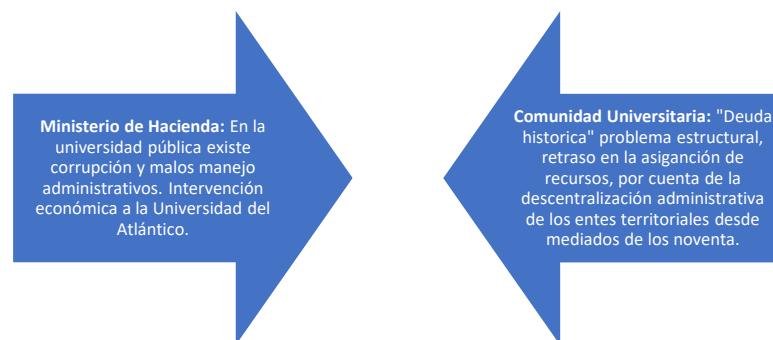 Ministerio de Hacienda: En la
universidad pública existe
corrupción y malos manejo
administrativos. Intervención
económica a la Universidad del
Atlántico.
Comunidad Universitaria: "Deuda
historica" problema estructural,
retraso en la asiganción de
recursos, por cuenta de la
descentralización administrativa
de los entes territoriales desde
mediados de los noventa.